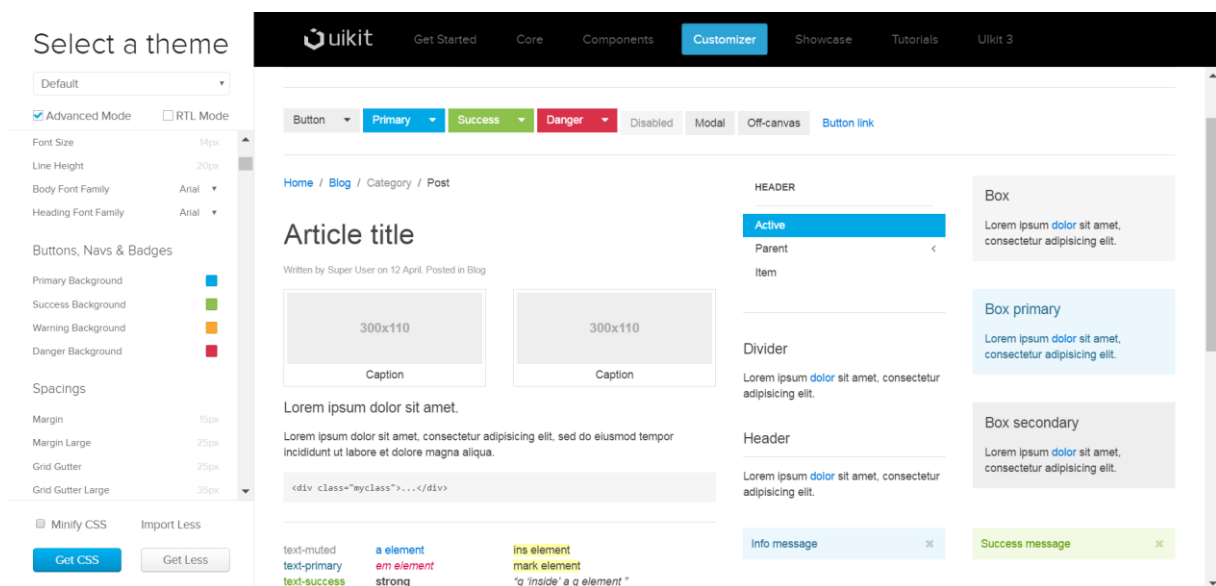 Select a theme
Default
Advanced Mode RTL Mode
Font Size 14px
Line Height 20px
Body Font Family Arial
Heading Font Family Arial
Buttons, Navs & Badges
Primary Background
Success Background
Warning Background
Danger Background
Spacings
Margin 15px
Margin Large 25px
Grid Gutter 25px
Grid Gutter Large 35px
Minify CSS Import Less
Get CSS Get Less
uikit Get Started Core Components Customizer Showcase Tutorials UIkit 3
Button Primary Success Danger Disabled Modal Off-canvas Button link
Home / Blog / Category / Post
Article title
Written by Super User on 12 April. Posted in Blog
300x110 300x110
Caption Caption
Lorem ipsum dolor sit amet.
Lorem ipsum dolor sit amet, consectetur adipisicing elit, sed do eiusmod tempor
incididunt ut labore et dolore magna aliqua.
<div class="myclass">...</div>
text-muted a element ins element
text-primary em element mark element
text-success strong "q 'inside' a q element "
HEADER
Active
Parent
Item
Divider
Lorem ipsum dolor sit amet, consectetur
adipisicing elit.
Header
Lorem ipsum dolor sit amet, consectetur
adipisicing elit.
Info message
Box
Lorem ipsum dolor sit amet,
consectetur adipisicing elit.
Box primary
Lorem ipsum dolor sit amet,
consectetur adipisicing elit.
Box secondary
Lorem ipsum dolor sit amet,
consectetur adipisicing elit.
Success message